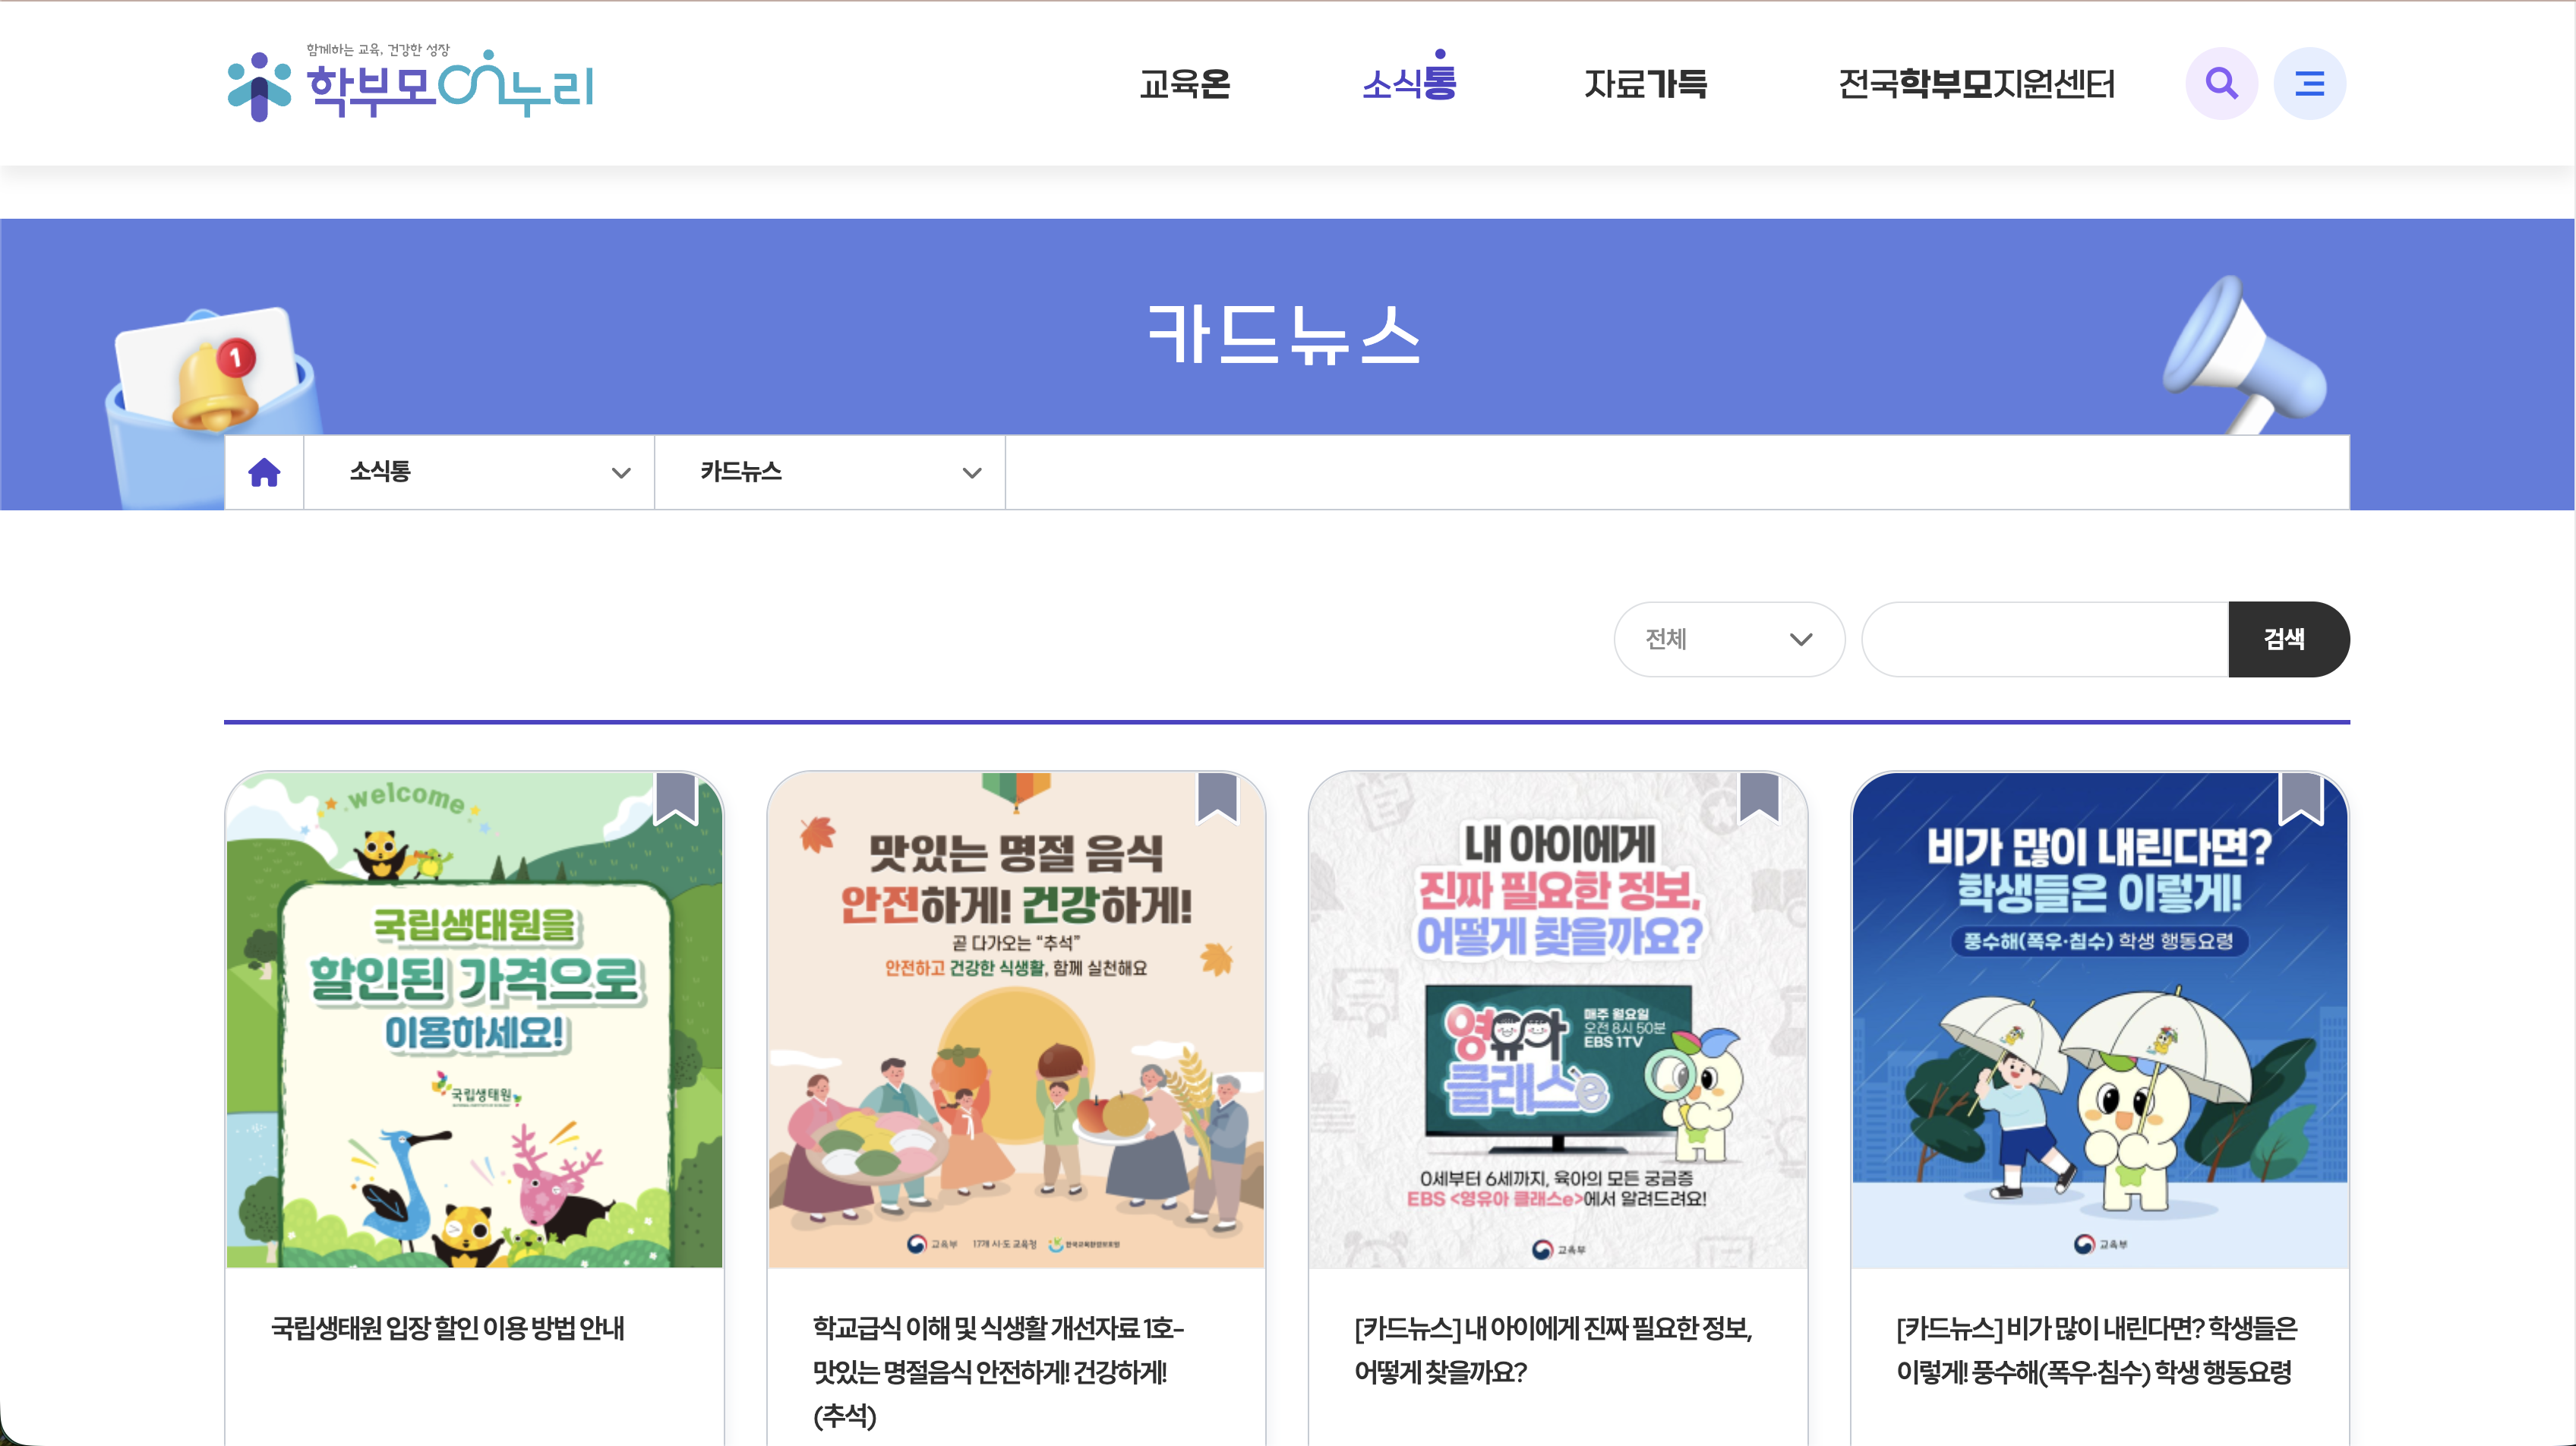 함께하는 교육, 건강한 성장
학부모온누리
교육온
소식통
자료가득
전국학부모지원센터
카드뉴스
1
소식통
카드뉴스
전체
검색
welcome
국립생태원을
할인된 가격으로
이용하세요!
국립생태원
국립생태원 입장 할인 이용 방법 안내
맛있는 명절 음식
안전하게! 건강하게!
곧 다가오는 “추석”
안전하고 건강한 식생활, 함께 실천해요
교육부 17개 시·도 교육청
학교급식 이해 및 식생활 개선자료 1호-
맛있는 명절음식 안전하게! 건강하게!
(추석)
내 아이에게
진짜 필요한 정보,
어떻게 찾을까요?
영유아
클래스e
매주 월요일
오전 8시 50분
EBS 1TV
0세부터 6세까지, 육아의 모든 궁금증
EBS <영유아 클래스e>에서 알려드려요!
교육부
[카드뉴스] 내 아이에게 진짜 필요한 정보,
어떻게 찾을까요?
비가 많이 내린다면?
학생들은 이렇게!
풍수해(폭우·침수) 학생 행동요령
교육부
[카드뉴스] 비가 많이 내린다면? 학생들은
이렇게! 풍수해(폭우·침수) 학생 행동요령